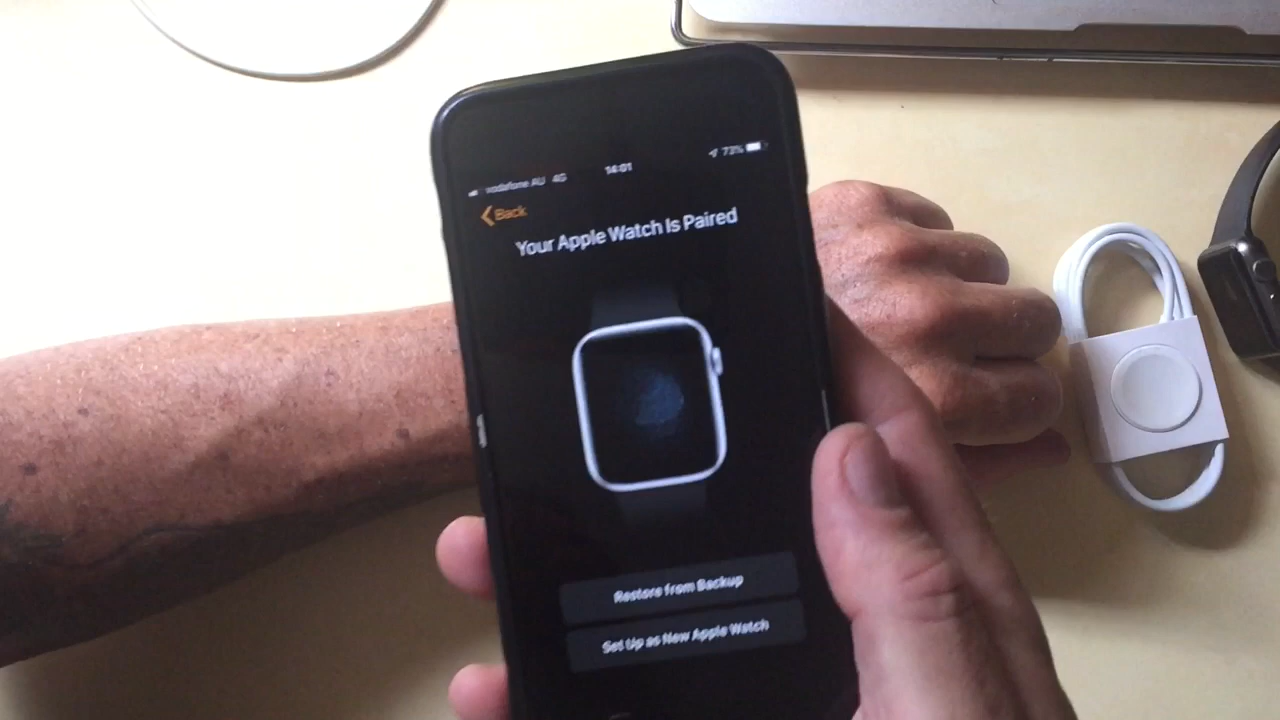 vodafone AU 4G 14:01 73%
Back
Your Apple Watch Is Paired
Restore from Backup
Set Up as New Apple Watch